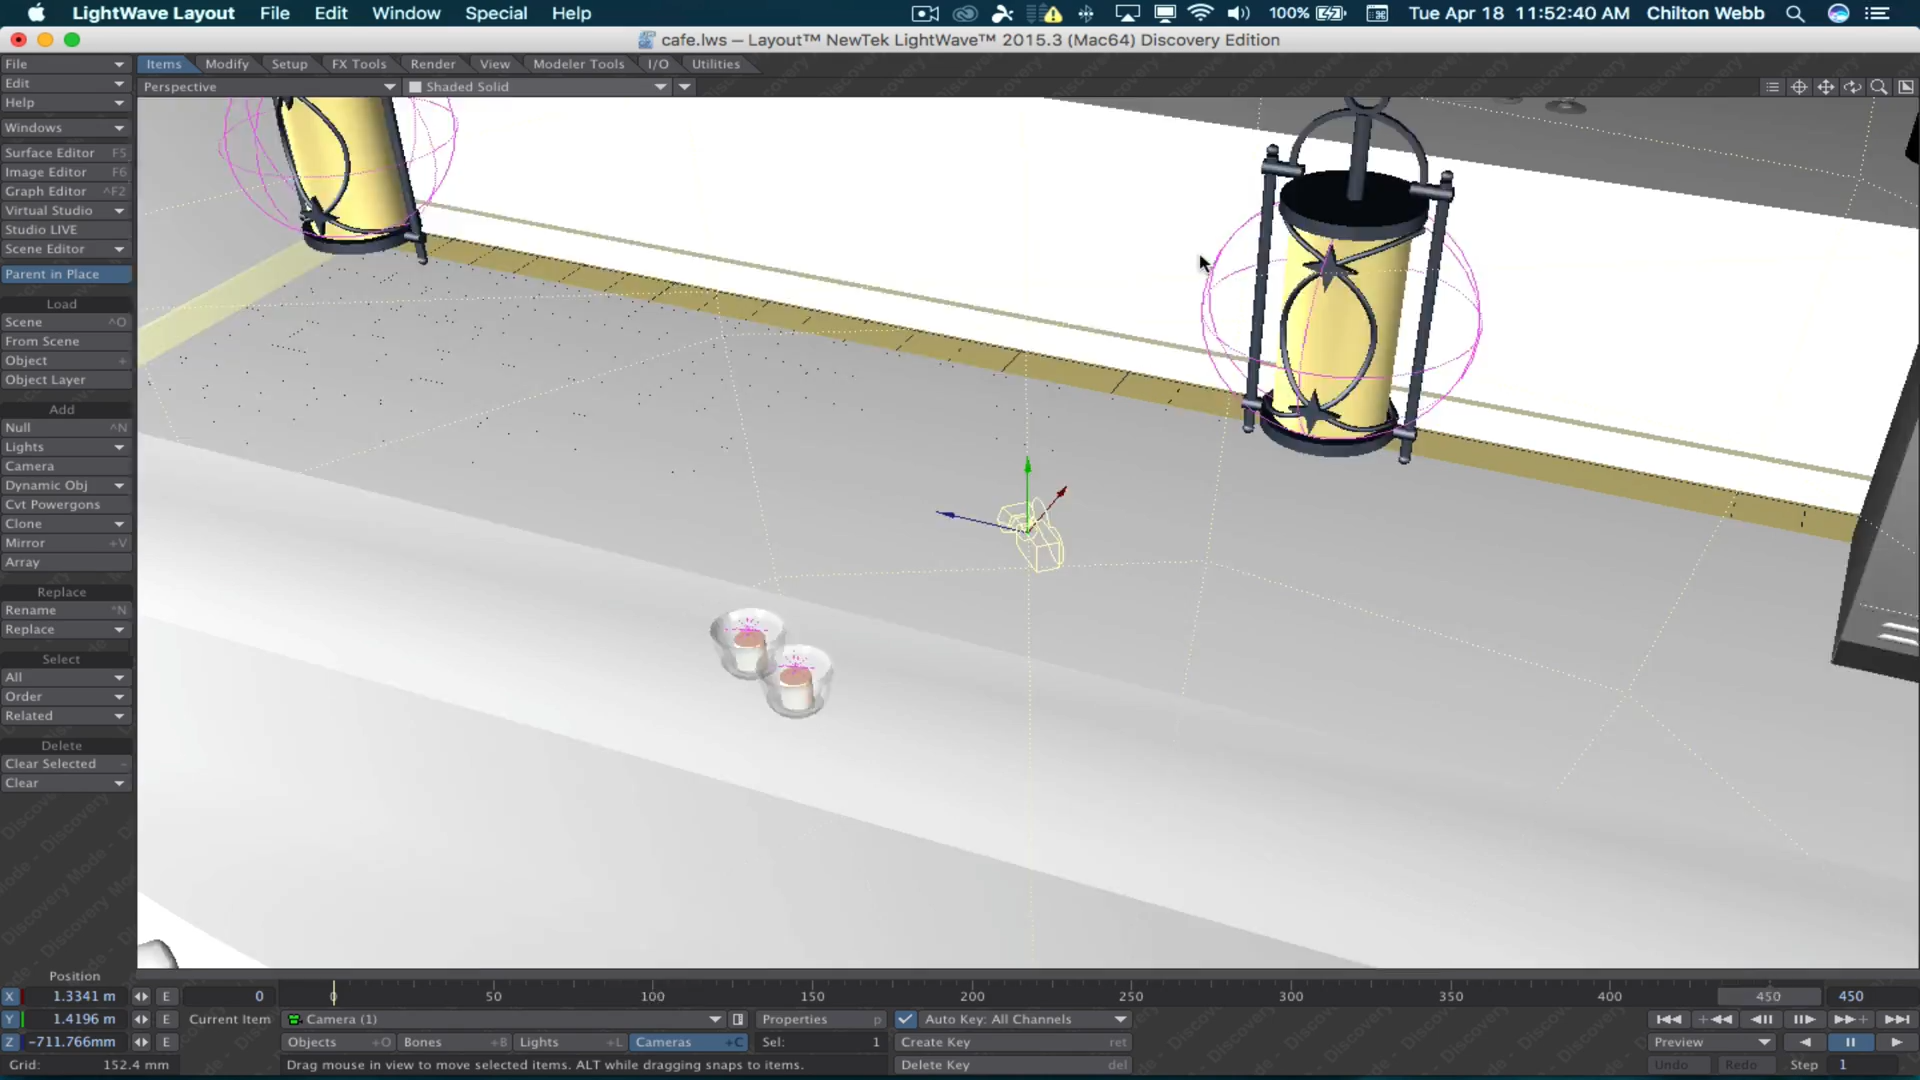 LightWave Layout File Edit Window Special Help 100% Tue Apr 18 11:52:40 AM Chilton Webb
cafe.lws — Layout™ NewTek LightWave™ 2015.3 (Mac64) Discovery Edition
File Items Modify Setup FX Tools Render View Modeler Tools I/O Utilities
Edit Perspective Shaded Solid
Help
Windows
Surface Editor F5
Image Editor F6
Graph Editor ^F2
Virtual Studio
Studio LIVE
Scene Editor
Parent in Place
Load
Scene ^O
From Scene
Object +
Object Layer
Add
Null ^N
Lights
Camera
Dynamic Obj
Cvt Powergons
Clone
Mirror +V
Array
Replace
Rename ^N
Replace
Select
All
Order
Related
Delete
Clear Selected -
Clear
Position
X 1.3341 m E 0 0 50 100 150 200 250 300 350 400 450 450
Y 1.4196 m E Current Item Camera (1) Properties p Auto Key: All Channels
Z -711.766mm E Objects +O Bones +B Lights +L Cameras +C Sel: 1 Create Key ret Preview
Grid: 152.4 mm Drag mouse in view to move selected items. ALT while dragging snaps to items. Delete Key del Undo Redo Step 1